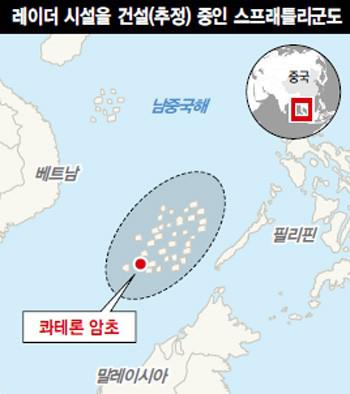 레이더 시설을 건설(추정) 중인 스프래틀리군도
중국
남중국해
베트남
필리핀
콰테론 암초
말레이시아